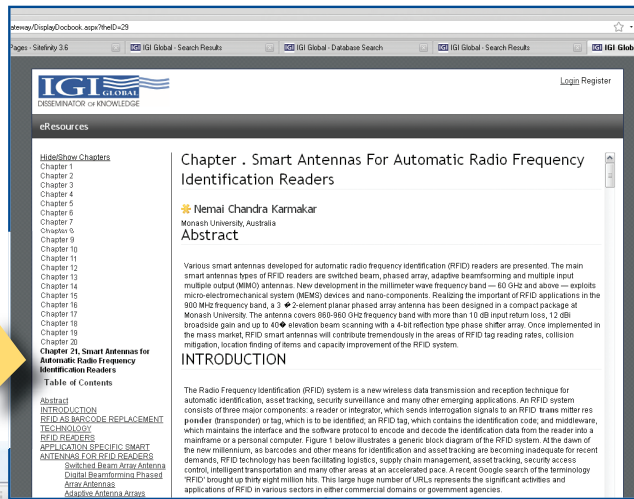 ateway/DisplayDocbook.aspx?theID=29
Pages - Sitefinity 3.6
IGI Global - Search Results
IGI Global - Database Search
IGI Global - Search Results
IGI Glob
IGI GLOBAL
DISSEMINATOR OF KNOWLEDGE
Login Register
eResources
Hide/Show Chapters
Chapter 1
Chapter 2
Chapter 3
Chapter 4
Chapter 5
Chapter 6
Chapter 7
Chapter 8
Chapter 9
Chapter 10
Chapter 11
Chapter 12
Chapter 13
Chapter 14
Chapter 15
Chapter 16
Chapter 17
Chapter 18
Chapter 19
Chapter 20
Chapter 21, Smart Antennas for
Automatic Radio Frequency
Identification Readers
Table of Contents
Abstract
INTRODUCTION
RFID AS BARCODE REPLACEMENT
TECHNOLOGY
RFID READERS
APPLICATION SPECIFIC SMART
ANTENNAS FOR RFID READERS
Switched Beam Array Antenna
Digital Beamforming Phased
Array Antennas
Adaptive Antenna Arrays
Chapter . Smart Antennas For Automatic Radio Frequency
Identification Readers
Nemai Chandra Karmakar
Monash University, Australia
Abstract
Various smart antennas developed for automatic radio frequency identification (RFID) readers are presented. The main
smart antennas types of RFID readers are switched beam, phased array, adaptive beamfsorming and multiple input
multiple output (MIMO) antennas. New development in the millimeter wave frequency band — 60 GHz and above — exploits
micro-electromechanical system (MEMS) devices and nano-components. Realizing the important of RFID applications in the
900 MHz frequency band, a 3 �2-element planar phased array antenna has been designed in a compact package at
Monash University. The antenna covers 860-960 GHz frequency band with more than 10 dB input return loss, 12 dBi
broadside gain and up to 40� elevation beam scanning with a 4-bit reflection type phase shifter array. Once implemented in
the mass market, RFID smart antennas will contribute tremendously in the areas of RFID tag reading rates, collision
mitigation, location finding of items and capacity improvement of the RFID system.
INTRODUCTION
The Radio Frequency Identification (RFID) system is a new wireless data transmission and reception technique for
automatic identification, asset tracking, security surveillance and many other emerging applications. An RFID system
consists of three major components: a reader or integrator, which sends interrogation signals to an RFID trans mitter res
ponder (transponder) or tag, which is to be identified; an RFID tag, which contains the identification code; and middleware,
which maintains the interface and the software protocol to encode and decode the identification data from the reader into a
mainframe or a personal computer. Figure 1 below illustrates a generic block diagram of the RFID system. At the dawn of
the new millennium, as barcodes and other means for identification and asset tracking are becoming inadequate for recent
demands, RFID technology has been facilitating logistics, supply chain management, asset tracking, security access
control, intelligent transportation and many other areas at an accelerated pace. A recent Google search of the terminology
'RFID' brought up thirty eight million hits. This large number of URLs represents the significant activities and
applications of RFID in various sectors in either commercial domains or government agencies.